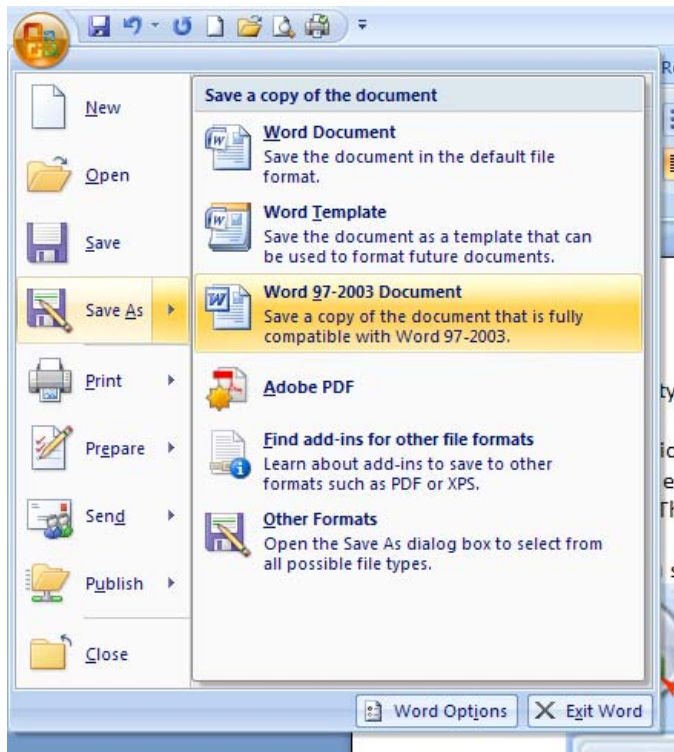 New
Open
Save
Save As
Print
Prepare
Send
Publish
Close
Save a copy of the document
Word Document
Save the document in the default file
format.
Word Template
Save the document as a template that can
be used to format future documents.
Word 97-2003 Document
Save a copy of the document that is fully
compatible with Word 97-2003.
Adobe PDF
Find add-ins for other file formats
Learn about add-ins to save to other
formats such as PDF or XPS.
Other Formats
Open the Save As dialog box to select from
all possible file types.
Word Options
Exit Word